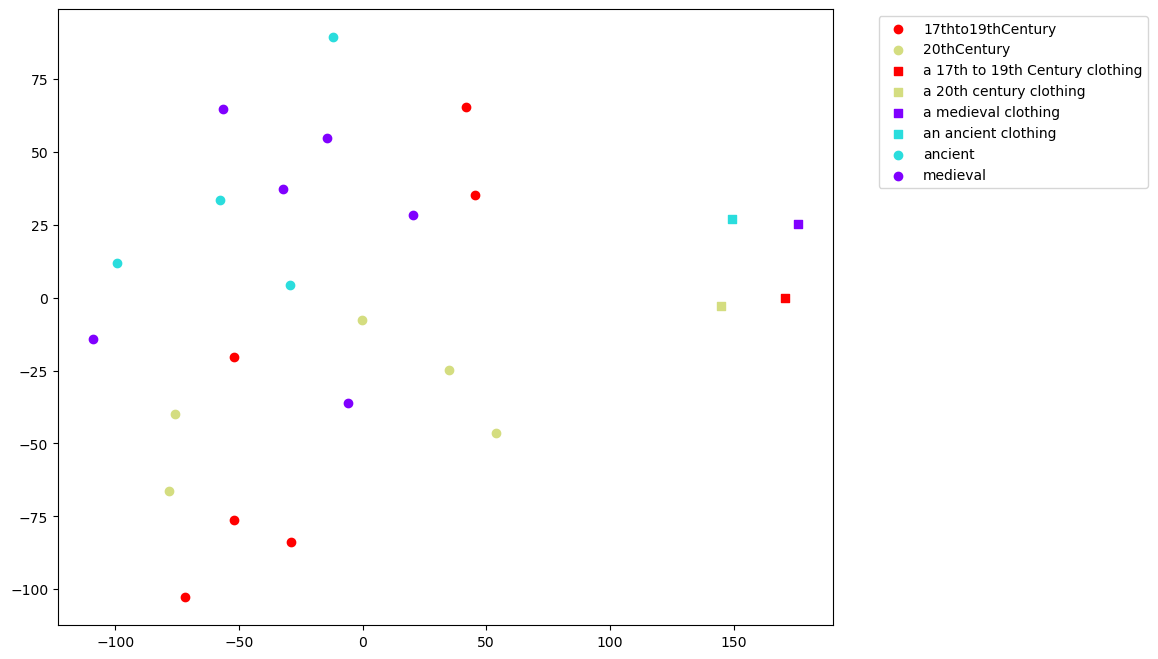 17thto19thCentury
20thCentury
a 17th to 19th Century clothing
a 20th century clothing
a medieval clothing
an ancient clothing
ancient
medieval
75
50
25
0
−25
−50
−75
−100
−100 −50 0 50 100 150